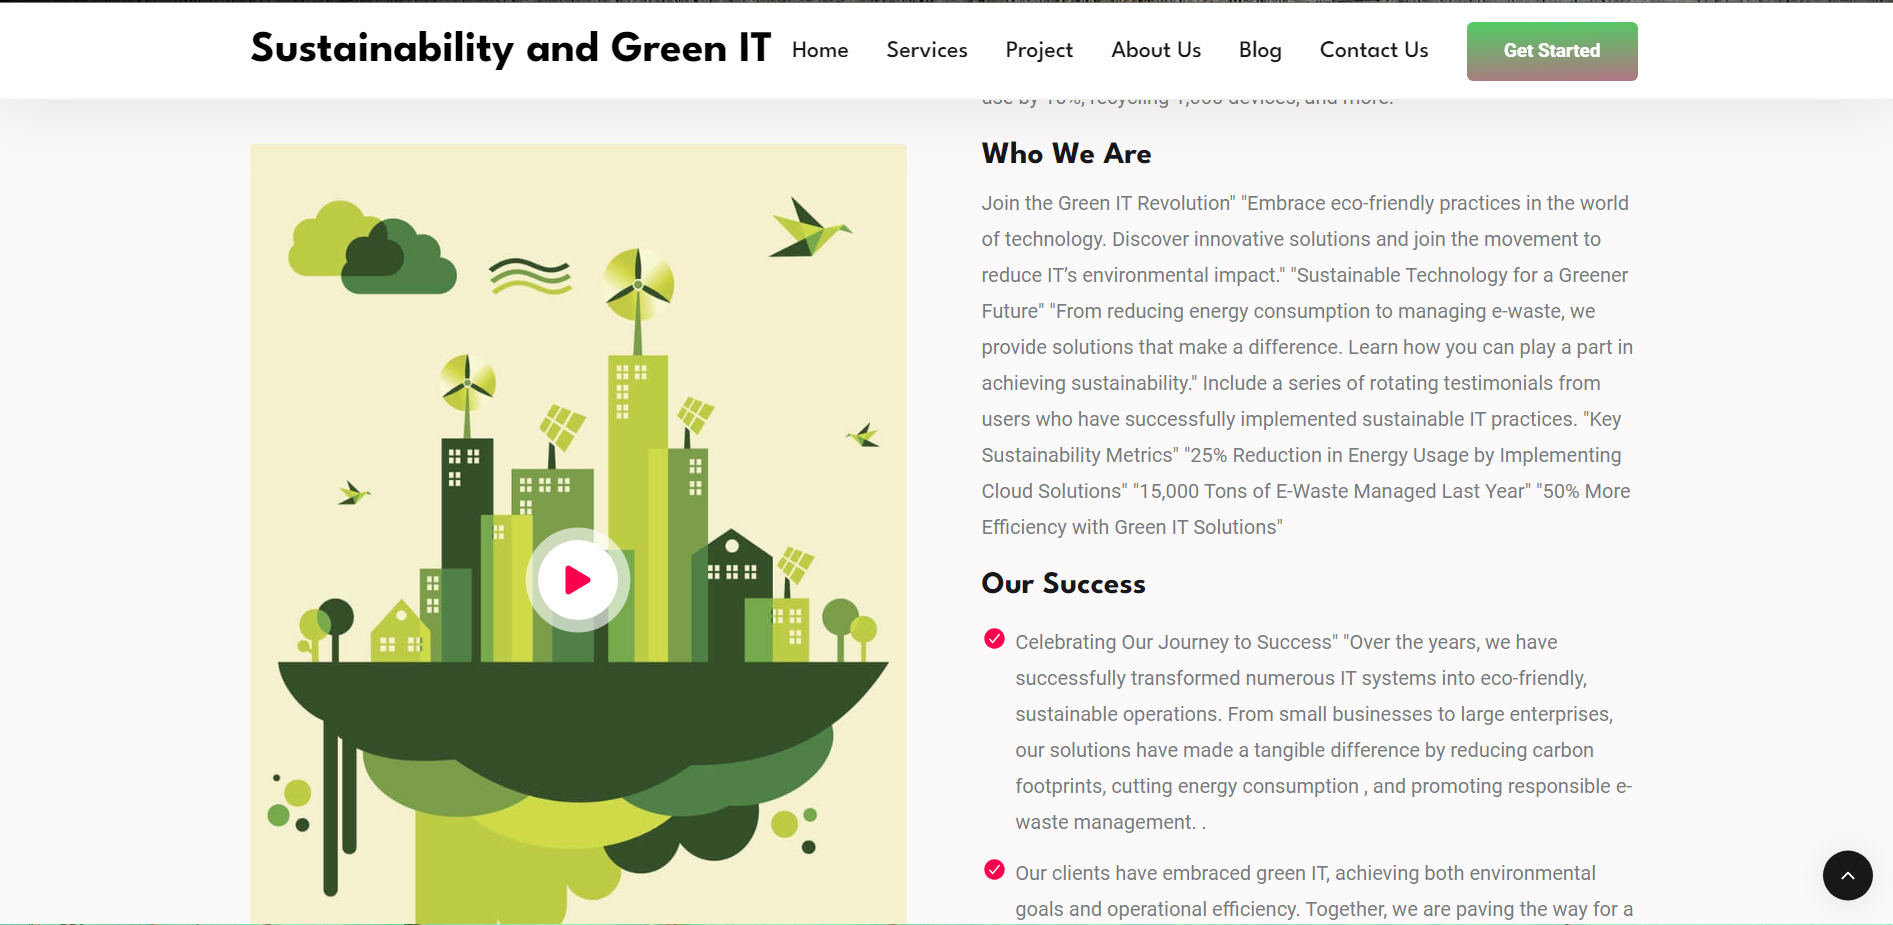 Sustainability and Green IT Home Services Project About Us Blog Contact Us Get Started
use by 10%, recycling 1,000 devices, and more.
Who We Are
Join the Green IT Revolution" "Embrace eco-friendly practices in the world
of technology. Discover innovative solutions and join the movement to
reduce IT’s environmental impact." "Sustainable Technology for a Greener
Future" "From reducing energy consumption to managing e-waste, we
provide solutions that make a difference. Learn how you can play a part in
achieving sustainability." Include a series of rotating testimonials from
users who have successfully implemented sustainable IT practices. "Key
Sustainability Metrics" "25% Reduction in Energy Usage by Implementing
Cloud Solutions" "15,000 Tons of E-Waste Managed Last Year" "50% More
Efficiency with Green IT Solutions"
Our Success
Celebrating Our Journey to Success" "Over the years, we have
successfully transformed numerous IT systems into eco-friendly,
sustainable operations. From small businesses to large enterprises,
our solutions have made a tangible difference by reducing carbon
footprints, cutting energy consumption , and promoting responsible e-
waste management. .
Our clients have embraced green IT, achieving both environmental
goals and operational efficiency. Together, we are paving the way for a